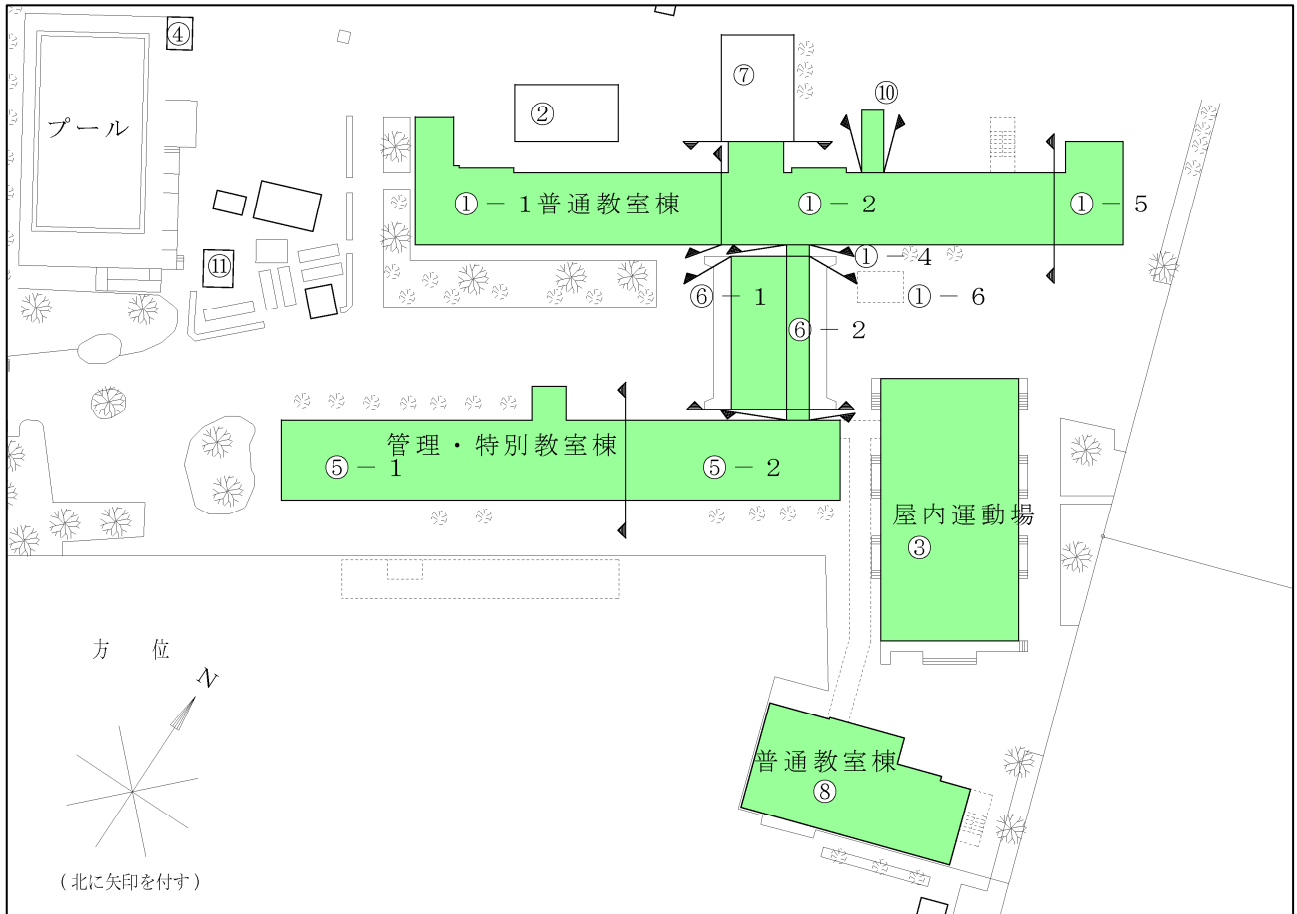 ④
⑦
⑩
②
プール
①－1普通教室棟
①－2
①－5
①－4
⑪
⑥－1
①－6
⑥－2
管理・特別教室棟
⑤－1
⑤－2
屋内運動場
③
方　位
N
普通教室棟
⑧
(北に矢印を付す)